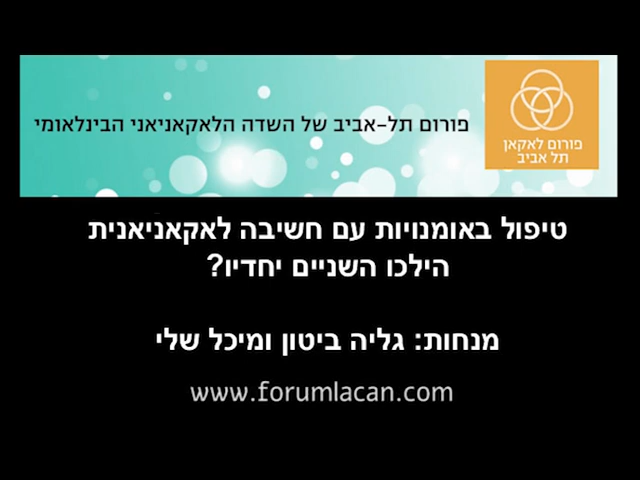 פורום תל-אביב של השדה הלאקאניאני הבינלאומי
פורום לאקאן
תל אביב
טיפול באומנויות עם חשיבה לאקאניאנית
הילכו השניים יחדיו?
מנחות: גליה ביטון ומיכל שלי
www.forumlacan.com